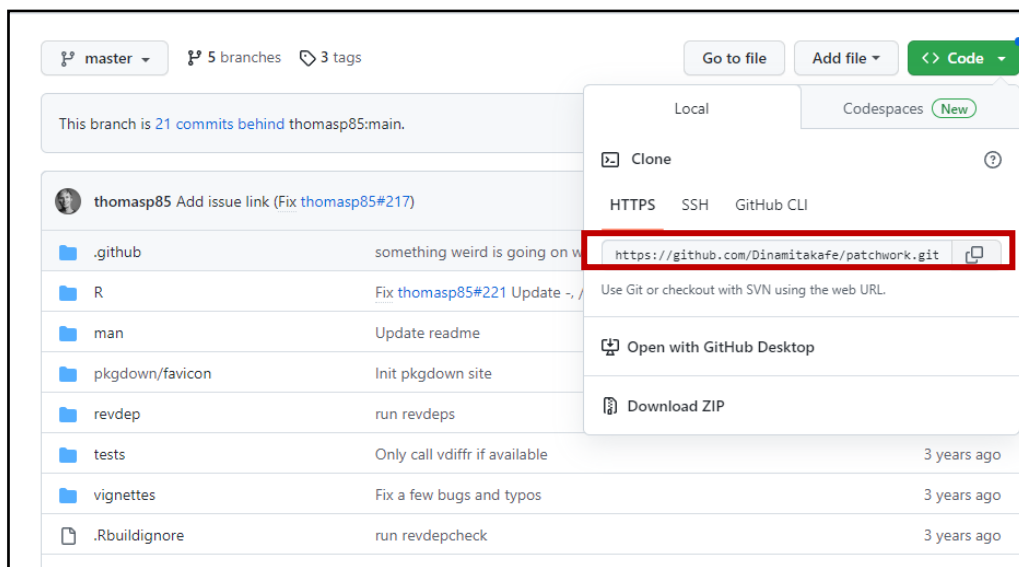 master
5 branches
3 tags
Go to file
Add file
<> Code
This branch is 21 commits behind thomasp85:main.
Local
Codespaces New
Clone
HTTPS SSH GitHub CLI
https://github.com/Dinamitakafe/patchwork.git
Use Git or checkout with SVN using the web URL.
Open with GitHub Desktop
Download ZIP
thomasp85 Add issue link (Fix thomasp85#217)
.github something weird is going on w
R Fix thomasp85#221 Update -, /
man Update readme
pkgdown/favicon Init pkgdown site
revdep run revdeps
tests Only call vdiffr if available 3 years ago
vignettes Fix a few bugs and typos 3 years ago
.Rbuildignore run revdepcheck 3 years ago